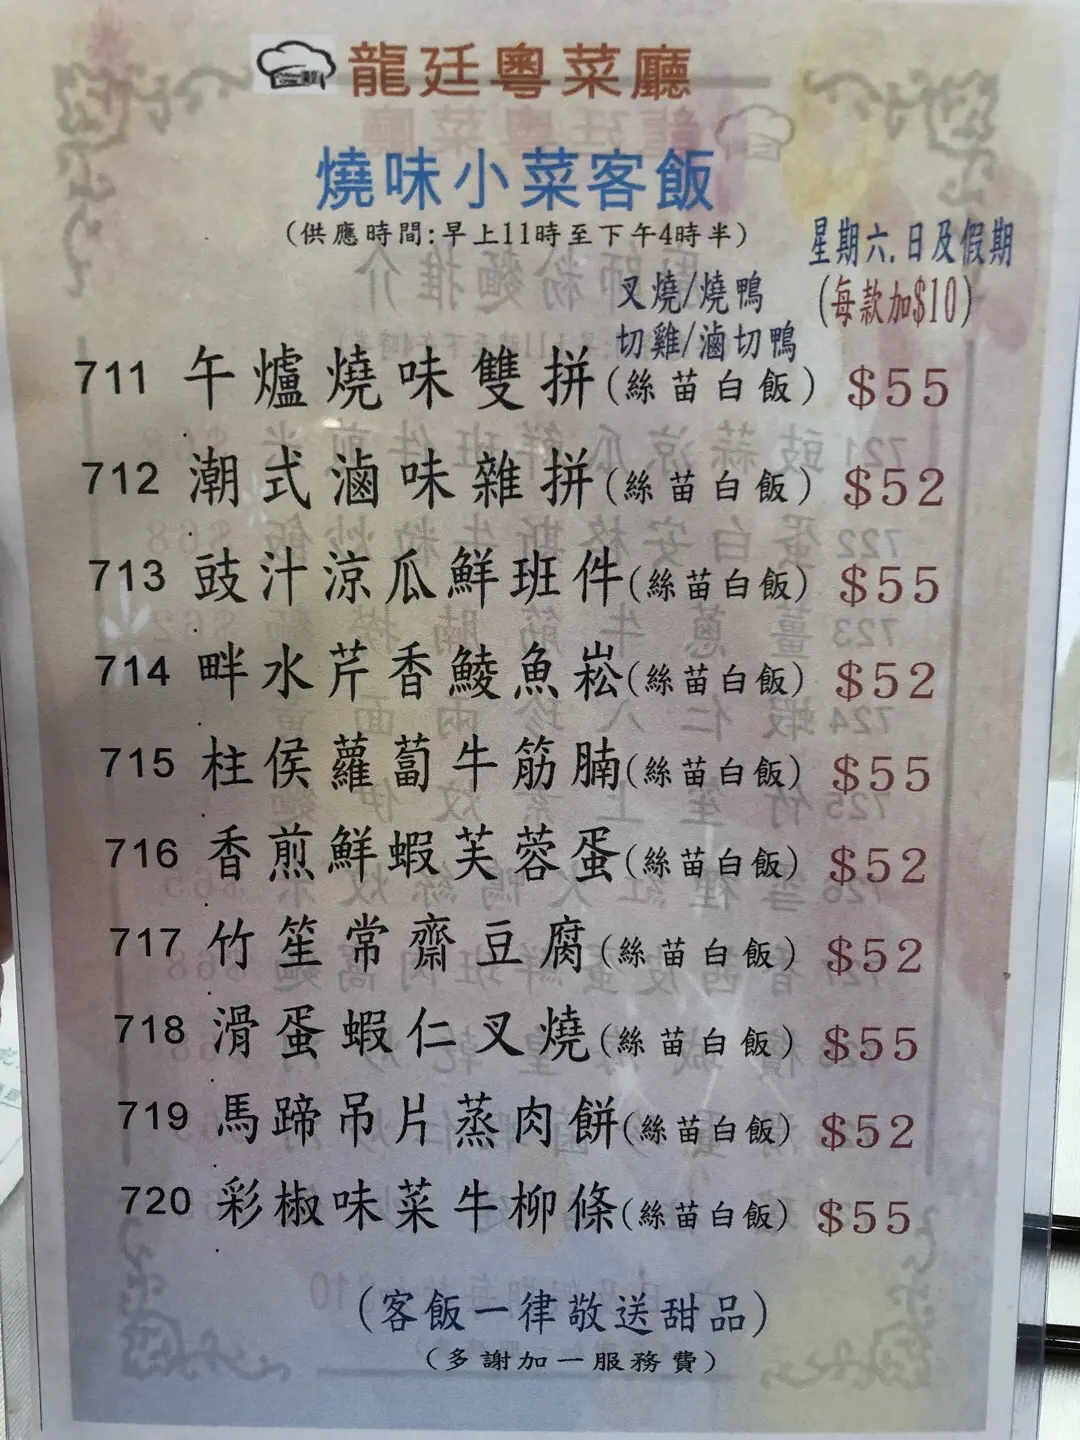 龍廷粵菜廳
燒味小菜客飯
(供應時間:早上11時至下午4時半)
星期六,日及假期
(每款加$10)
叉燒/燒鴨
切雞/滷切鴨
711 午爐燒味雙拼(絲苗白飯) $55
712 潮式滷味雜拼(絲苗白飯) $52
713 豉汁涼瓜鮮班件(絲苗白飯) $55
714 畔水芹香鯪魚崧(絲苗白飯) $52
715 柱侯蘿蔔牛筋腩(絲苗白飯) $55
716 香煎鮮蝦芙蓉蛋(絲苗白飯) $52
717 竹笙常齋豆腐(絲苗白飯) $52
718 滑蛋蝦仁叉燒(絲苗白飯) $55
719 馬蹄吊片蒸肉餅(絲苗白飯) $52
720 彩椒味菜牛柳條(絲苗白飯) $55
(客飯一律敬送甜品)
(多謝加一服務費)